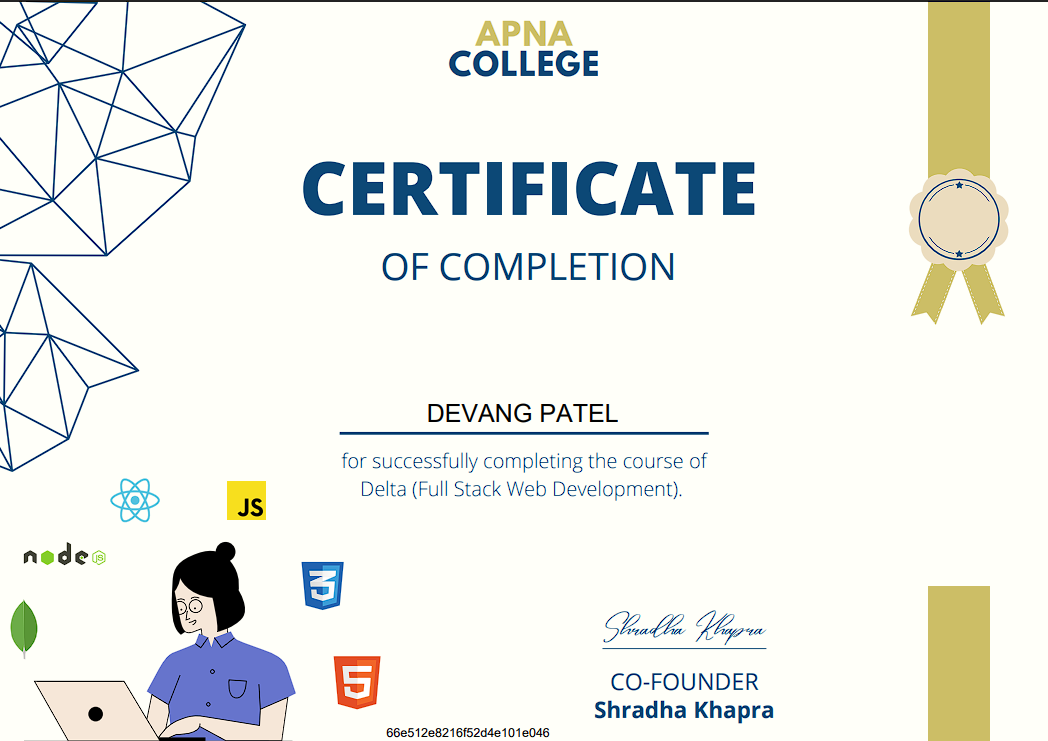 APNA
COLLEGE
CERTIFICATE
OF COMPLETION
DEVANG PATEL
for successfully completing the course of
Delta (Full Stack Web Development).
JS
node
JS
3
5
Shradha Khapra
CO-FOUNDER
Shradha Khapra
66e512e8216f52d4e101e046